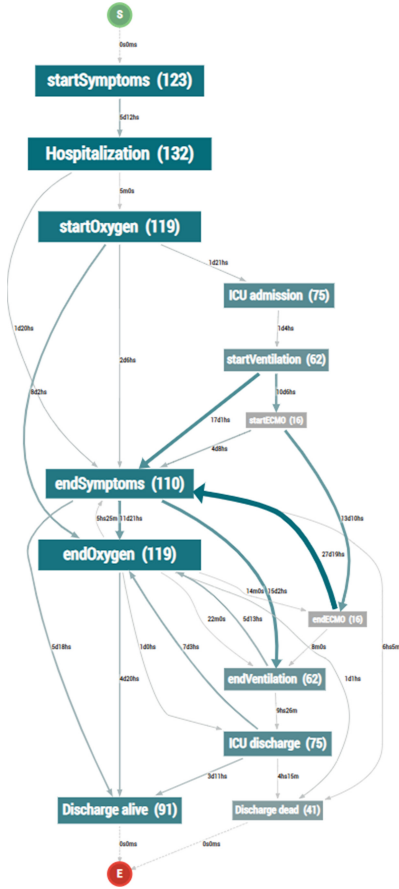 S
0s0ms
startSymptoms (123)
5d12hs
Hospitalization (132)
5m0s
startOxygen (119)
1d21hs
ICU admission (75)
1d20hs
1d4hs
2d6hs
startVentilation (62)
8d2hs
10d6hs
17d1hs
startECMO (16)
4d8hs
endSymptoms (110)
5hs25m
11d21hs
13d10hs
endOxygen (119)
27d19hs
14m0s
15d2hs
22m0s
5d13hs
endECMO (16)
5d18hs
1d0hs
7d3hs
8m0s
6hs5m
4d20hs
endVentilation (62)
1d1hs
9hs26m
ICU discharge (75)
3d11hs
4hs15m
Discharge alive (91)
Discharge dead (41)
0s0ms
0s0ms
E